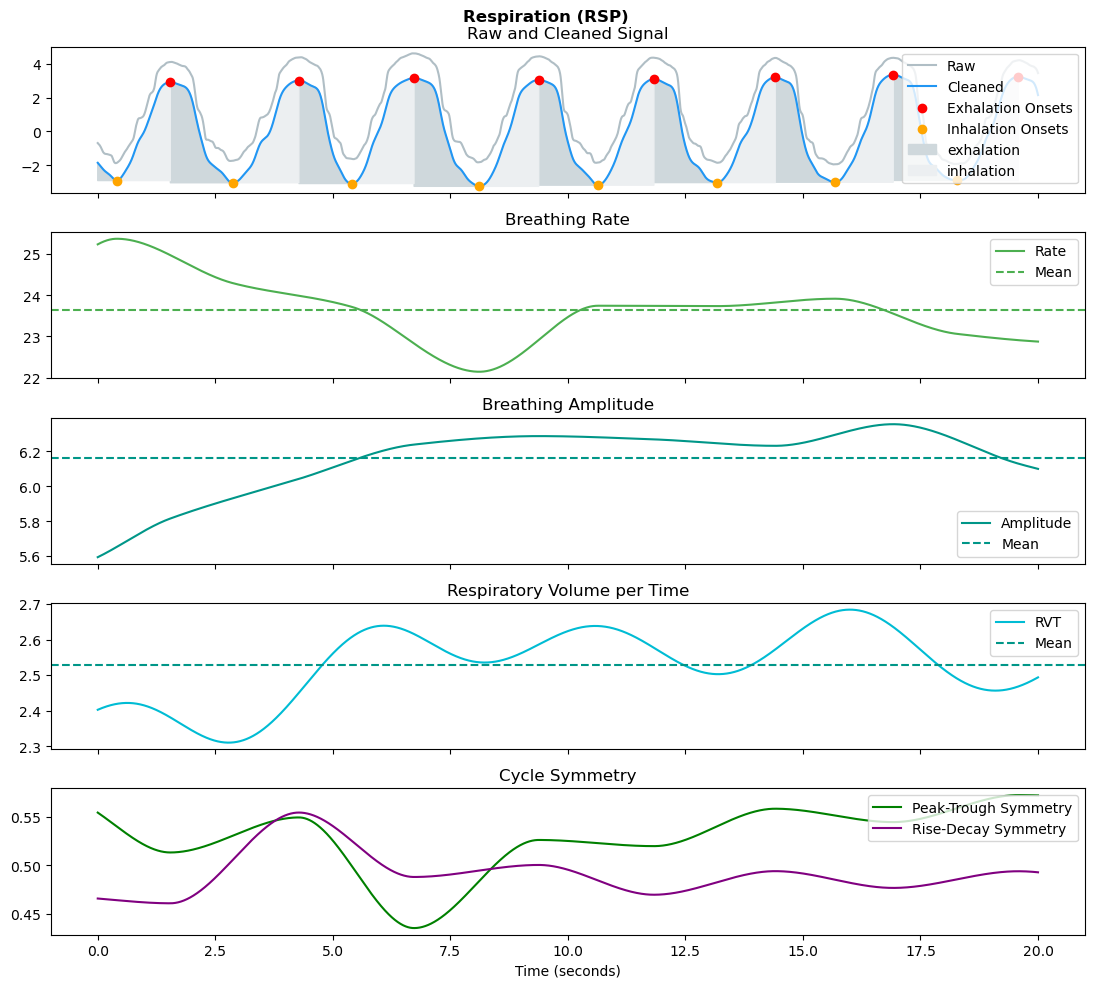 Respiration (RSP)
Raw and Cleaned Signal
4
2
0
−2
Raw
Cleaned
Exhalation Onsets
Inhalation Onsets
exhalation
inhalation
Breathing Rate
25
24
23
22
Rate
Mean
Breathing Amplitude
6.2
6.0
5.8
5.6
Amplitude
Mean
Respiratory Volume per Time
2.7
2.6
2.5
2.4
2.3
RVT
Mean
Cycle Symmetry
0.55
0.50
0.45
Peak-Trough Symmetry
Rise-Decay Symmetry
0.0 2.5 5.0 7.5 10.0 12.5 15.0 17.5 20.0
Time (seconds)